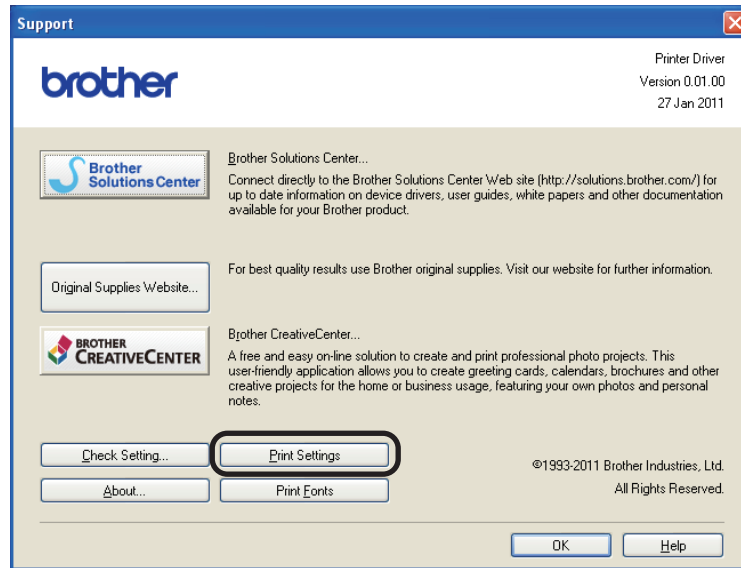 Support
brother
Printer Driver
Version 0.01.00
27 Jan 2011
Brother
Solutions Center
Brother Solutions Center...
Connect directly to the Brother Solutions Center Web site (http://solutions.brother.com/) for
up to date information on device drivers, user guides, white papers and other documentation
available for your Brother product.
Original Supplies Website...
For best quality results use Brother original supplies. Visit our website for further information.
BROTHER
CREATIVECENTER
Brother CreativeCenter...
A free and easy on-line solution to create and print professional photo projects. This
user-friendly application allows you to create greeting cards, calendars, brochures and other
creative projects for the home or business usage, featuring your own photos and personal
notes.
Check Setting...
Print Settings
About...
Print Fonts
©1993-2011 Brother Industries, Ltd.
All Rights Reserved.
OK
Help